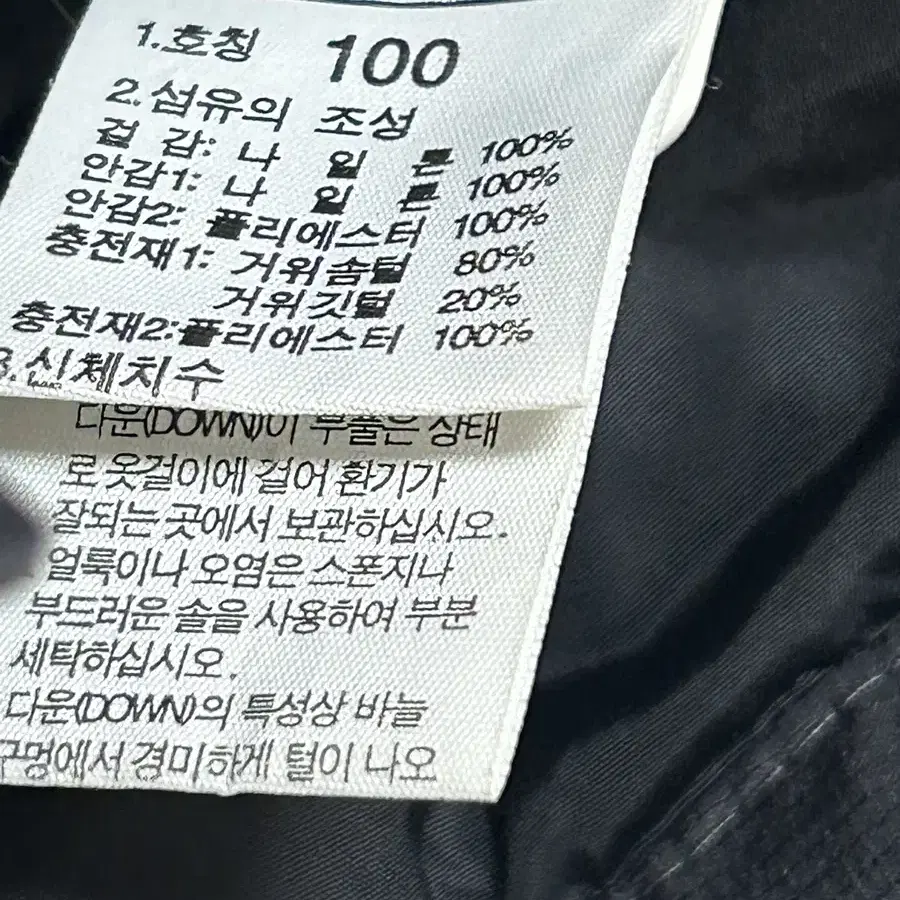 1.호칭 100
2.섬유의 조성
겉 감: 나 일 론 100%
안감1: 나 일 론 100%
안감2: 폴리에스터 100%
충전재1: 거위솜털 80%
거위깃털 20%
충전재2:폴리에스터 100%
3.신체치수
다운(DOWN)이 부풀은 상태
로 옷걸이에 걸어 환기가
잘되는 곳에서 보관하십시오.
얼룩이나 오염은 스폰지나
부드러운 솔을 사용하여 부분
세탁하십시오.
다운(DOWN)의 특성상 바늘
구멍에서 경미하게 털이 나오